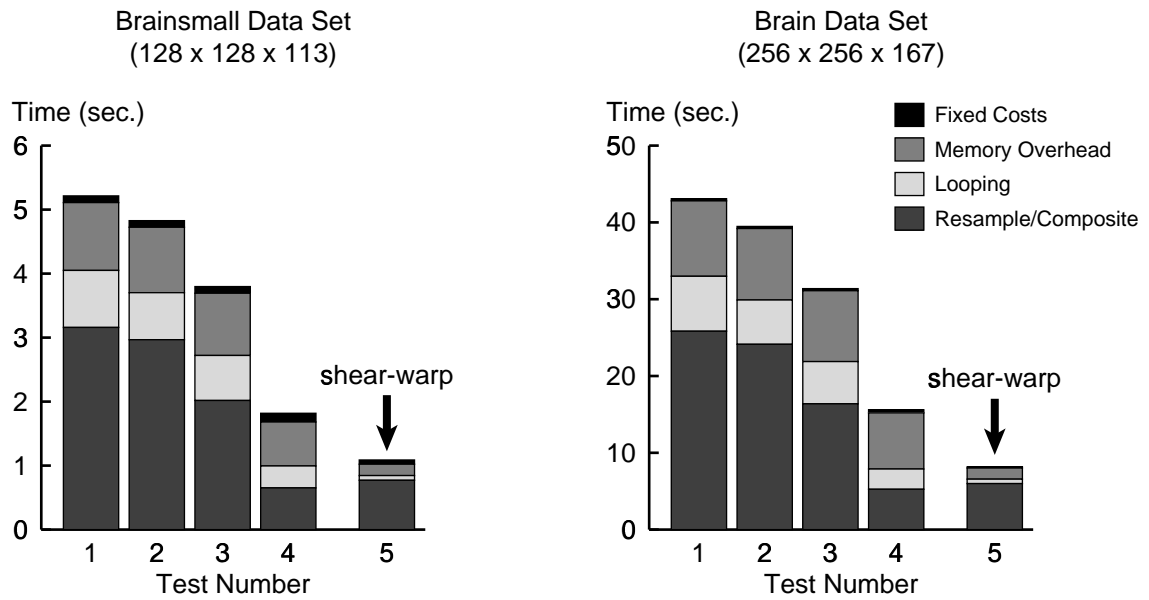 Brainsmall Data Set
(128 x 128 x 113)
Time (sec.)
6
5
4
3
2
1
0
shear-warp
1 2 3 4 5
Test Number
Brain Data Set
(256 x 256 x 167)
Time (sec.)
50
40
30
20
10
0
Fixed Costs
Memory Overhead
Looping
Resample/Composite
shear-warp
1 2 3 4 5
Test Number